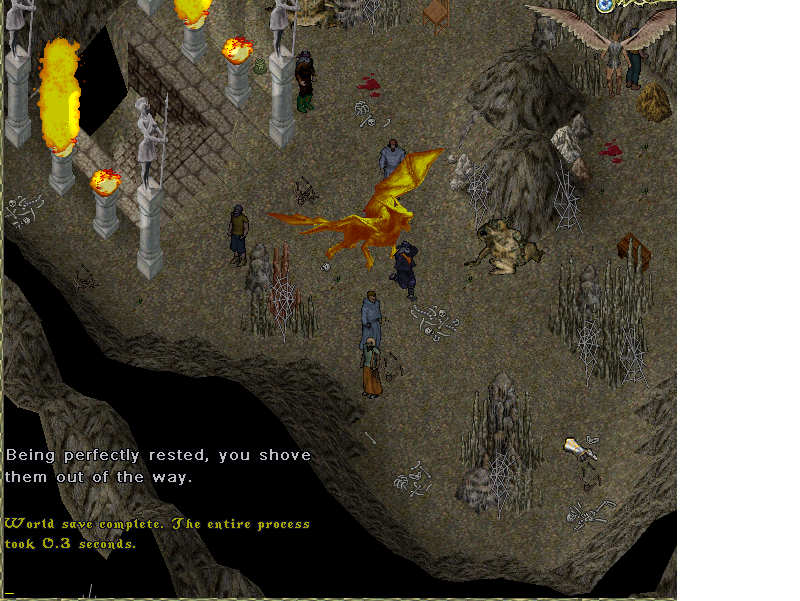 Being perfectly rested, you shove
them out of the way.
World save complete. The entire process
took 0.3 seconds.